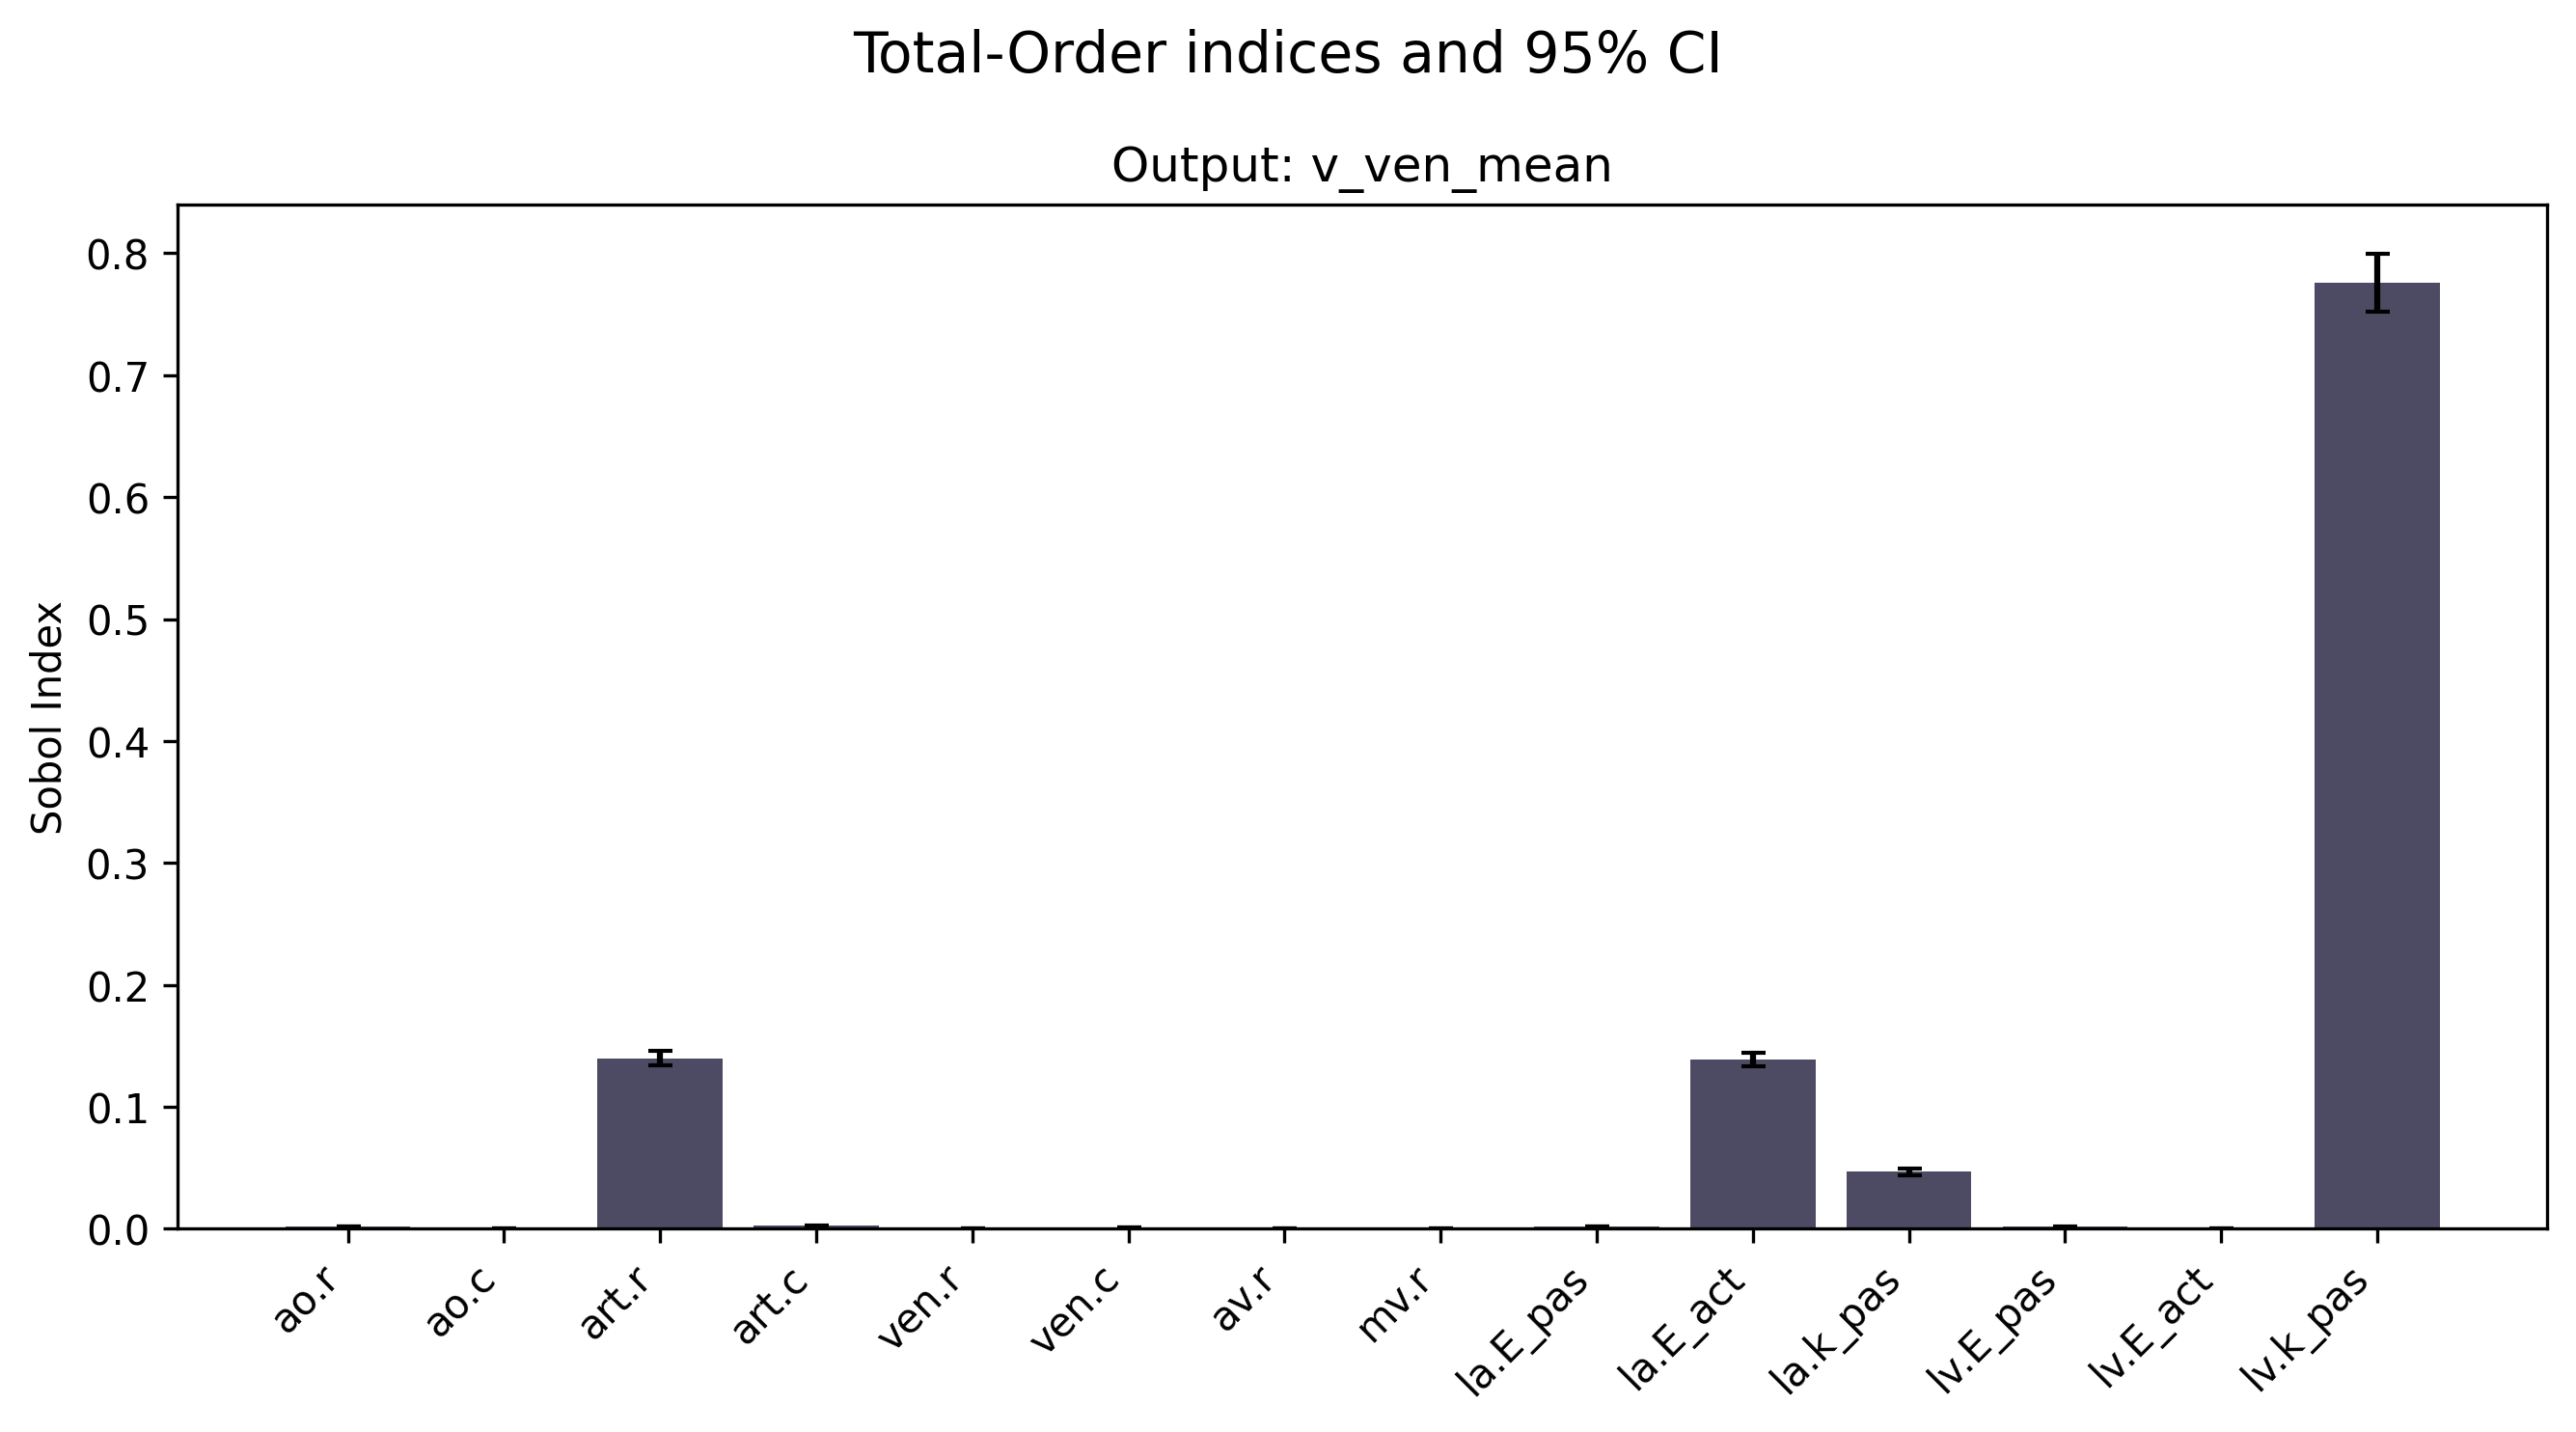 Total-Order indices and 95% CI
Output: v_ven_mean
Sobol Index
0.8
0.7
0.6
0.5
0.4
0.3
0.2
0.1
0.0
ao.r
ao.c
art.r
art.c
ven.r
ven.c
av.r
mv.r
la.E_pas
la.E_act
la.k_pas
lv.E_pas
lv.E_act
lv.k_pas